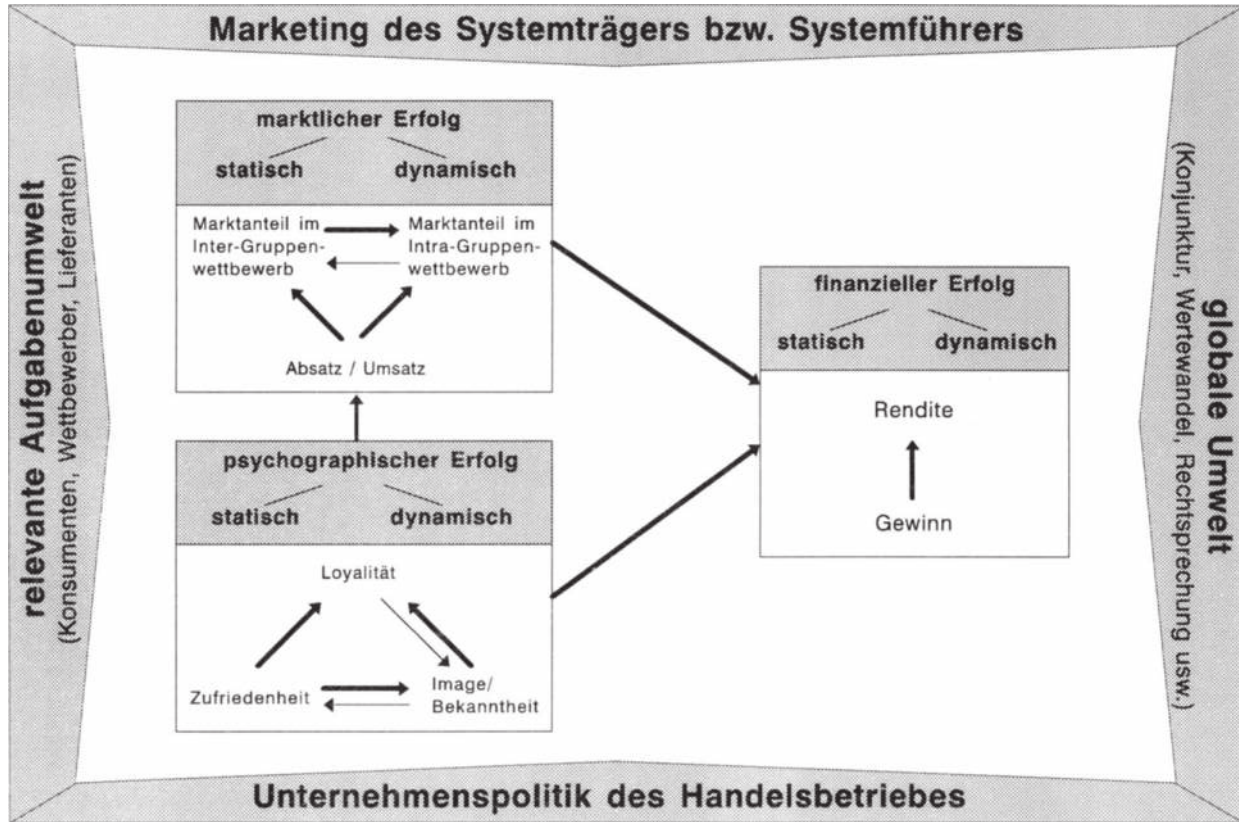 Marketing des Systemträgers bzw. Systemführers
relevante Aufgabenumwelt
(Konsumenten, Wettbewerber, Lieferanten)
marktlicher Erfolg
statisch dynamisch
Marktanteil im
Inter-Gruppen-
wettbewerb
Marktanteil im
Intra-Gruppen-
wettbewerb
Absatz / Umsatz
psychographischer Erfolg
statisch dynamisch
Loyalität
Zufriedenheit
Image/
Bekanntheit
finanzieller Erfolg
statisch dynamisch
Rendite
Gewinn
globale Umwelt
(Konjunktur, Wertewandel, Rechtsprechung usw.)
Unternehmenspolitik des Handelsbetriebes